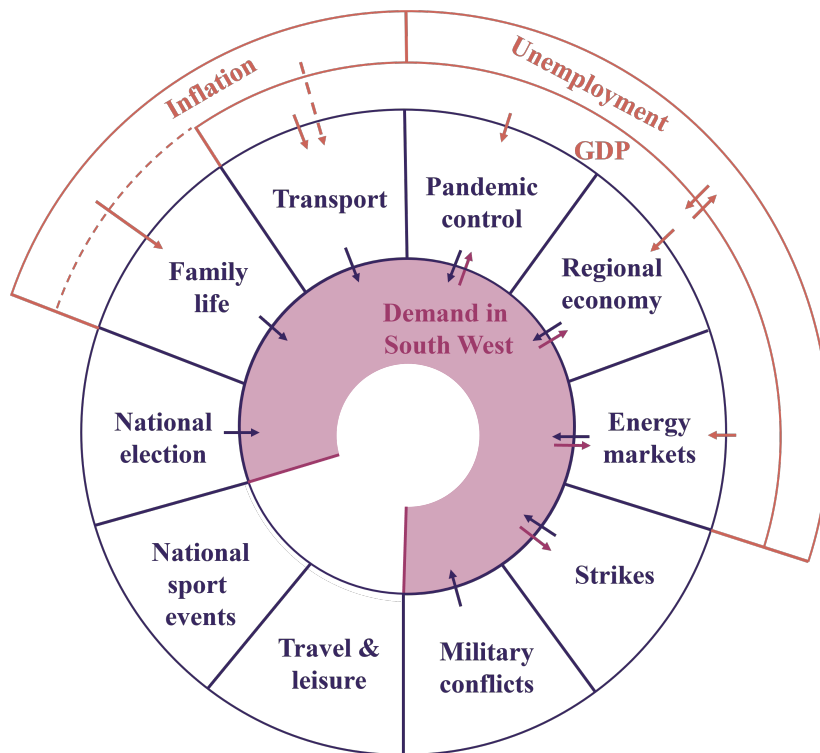 Inflation
Unemployment
GDP
Transport
Pandemic
control
Family
life
Regional
economy
Demand in
South West
National
election
Energy
markets
National
sport
events
Strikes
Travel &
leisure
Military
conflicts